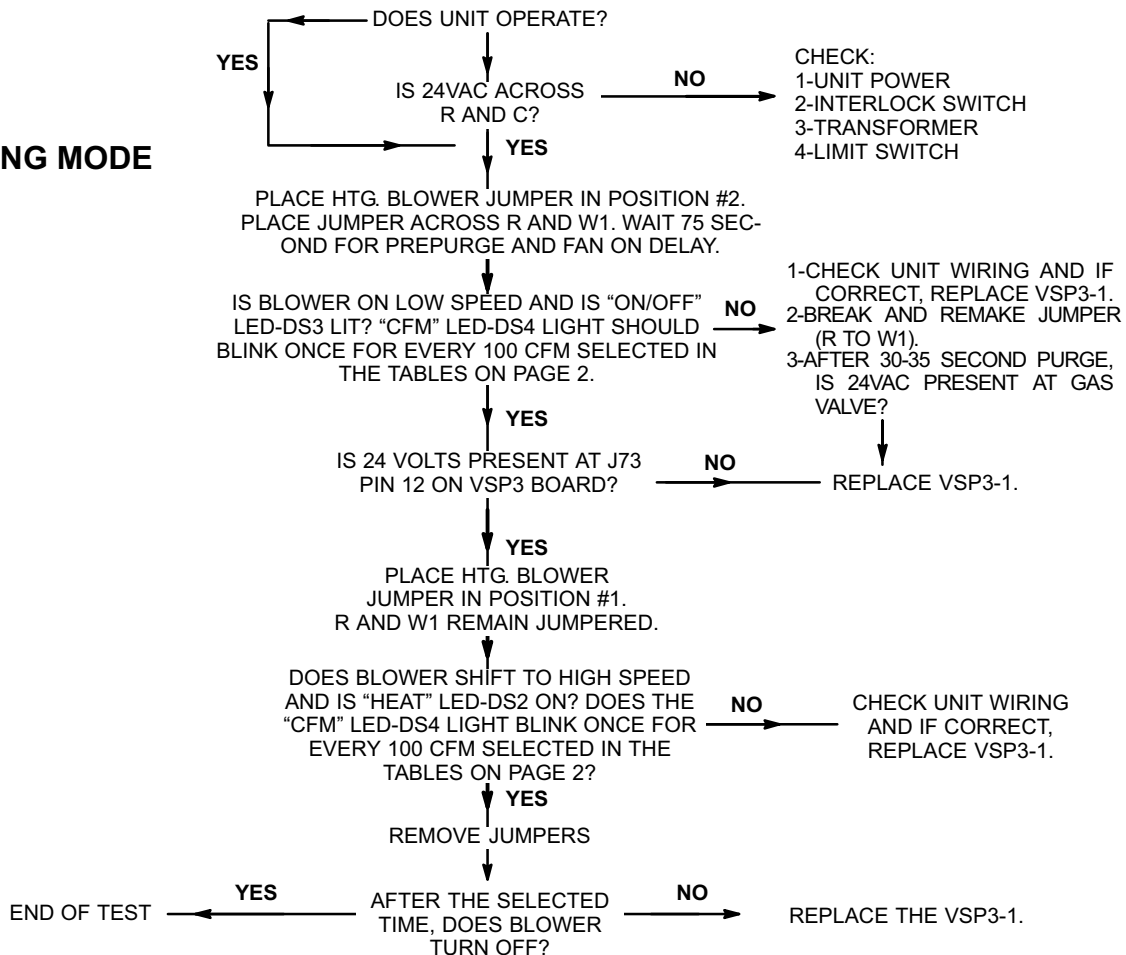 DOES UNIT OPERATE?
YES
IS 24VAC ACROSS
R AND C?
NO
CHECK:
1-UNIT POWER
2-INTERLOCK SWITCH
3-TRANSFORMER
4-LIMIT SWITCH
YES
NG MODE
PLACE HTG. BLOWER JUMPER IN POSITION #2.
PLACE JUMPER ACROSS R AND W1. WAIT 75 SEC-
OND FOR PREPURGE AND FAN ON DELAY.
IS BLOWER ON LOW SPEED AND IS “ON/OFF”
LED-DS3 LIT? “CFM” LED-DS4 LIGHT SHOULD
BLINK ONCE FOR EVERY 100 CFM SELECTED IN
THE TABLES ON PAGE 2.
NO
1-CHECK UNIT WIRING AND IF
CORRECT, REPLACE VSP3-1.
2-BREAK AND REMAKE JUMPER
(R TO W1).
3-AFTER 30-35 SECOND PURGE,
IS 24VAC PRESENT AT GAS
VALVE?
YES
IS 24 VOLTS PRESENT AT J73
PIN 12 ON VSP3 BOARD?
NO
REPLACE VSP3-1.
YES
PLACE HTG. BLOWER
JUMPER IN POSITION #1.
R AND W1 REMAIN JUMPERED.
DOES BLOWER SHIFT TO HIGH SPEED
AND IS “HEAT” LED-DS2 ON? DOES THE
“CFM” LED-DS4 LIGHT BLINK ONCE FOR
EVERY 100 CFM SELECTED IN THE
TABLES ON PAGE 2?
NO
CHECK UNIT WIRING
AND IF CORRECT,
REPLACE VSP3-1.
YES
REMOVE JUMPERS
AFTER THE SELECTED
TIME, DOES BLOWER
TURN OFF?
YES
END OF TEST
NO
REPLACE THE VSP3-1.